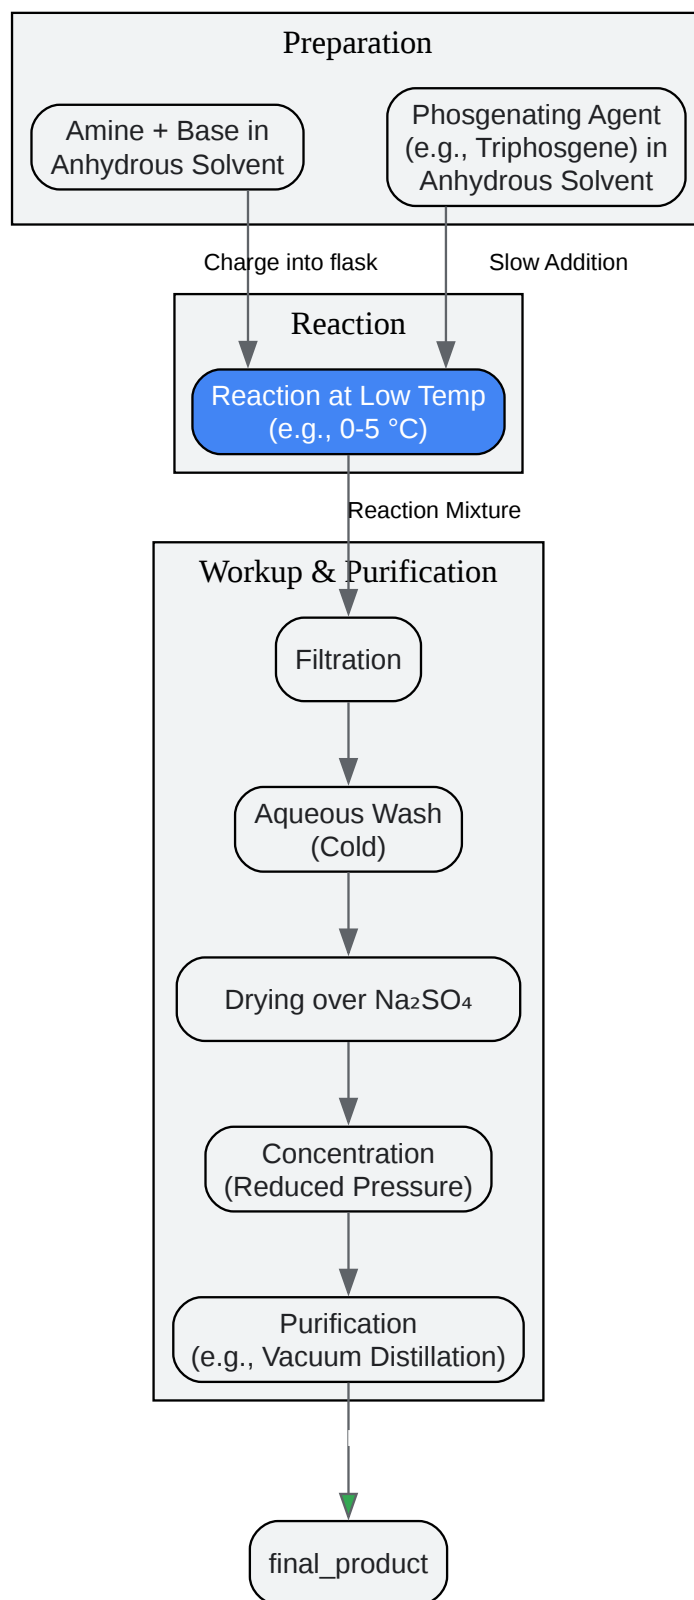 Preparation
Amine + Base in
Anhydrous Solvent
Phosgenating Agent
(e.g., Triphosgene) in
Anhydrous Solvent
Charge into flask
Slow Addition
Reaction
Reaction at Low Temp
(e.g., 0-5 °C)
Reaction Mixture
Workup & Purification
Filtration
Aqueous Wash
(Cold)
Drying over Na₂SO₄
Concentration
(Reduced Pressure)
Purification
(e.g., Vacuum Distillation)
final_product